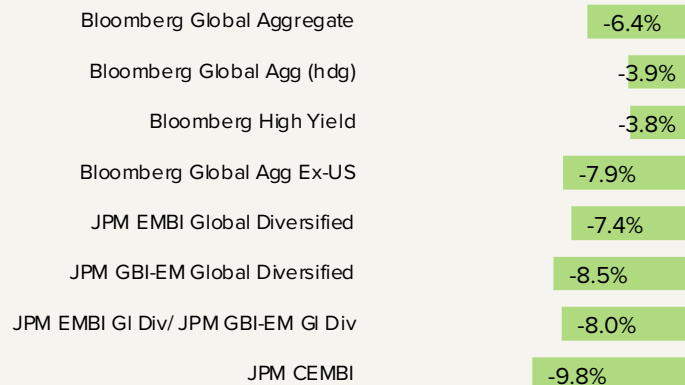 Bloomberg Global Aggregate -6.4%
Bloomberg Global Agg (hdg) -3.9%
Bloomberg High Yield -3.8%
Bloomberg Global Agg Ex-US -7.9%
JPM EMBI Global Diversified -7.4%
JPM GBI-EM Global Diversified -8.5%
JPM EMBI Gl Div/ JPM GBI-EM Gl Div -8.0%
JPM CEMBI -9.8%